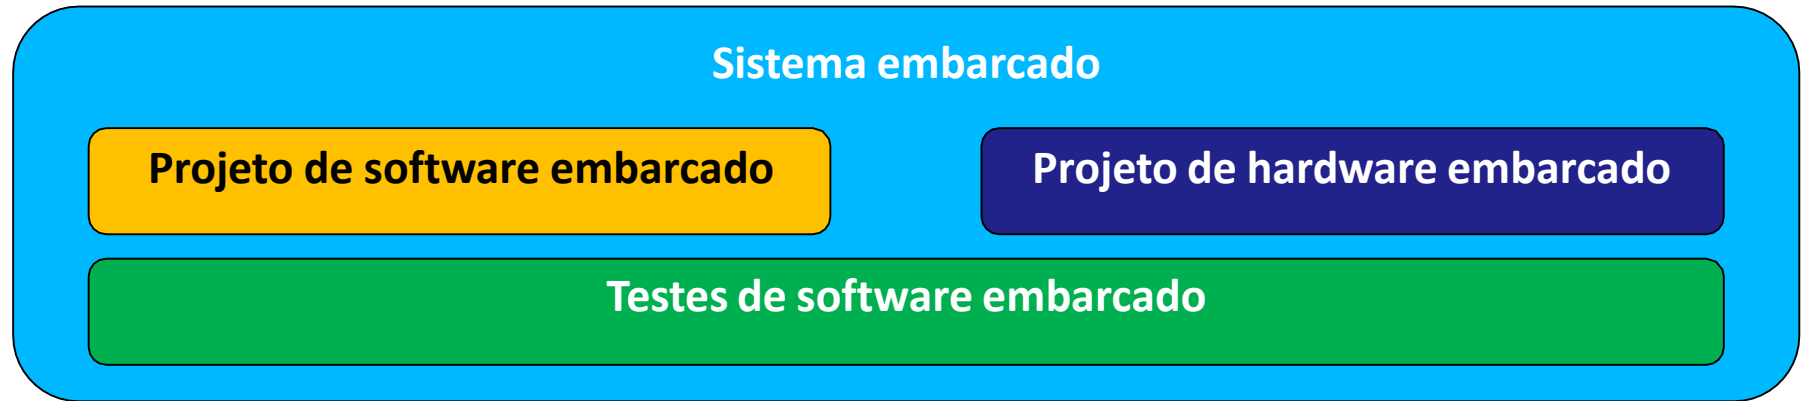 Sistema embarcado
Projeto de software embarcado
Projeto de hardware embarcado
Testes de software embarcado